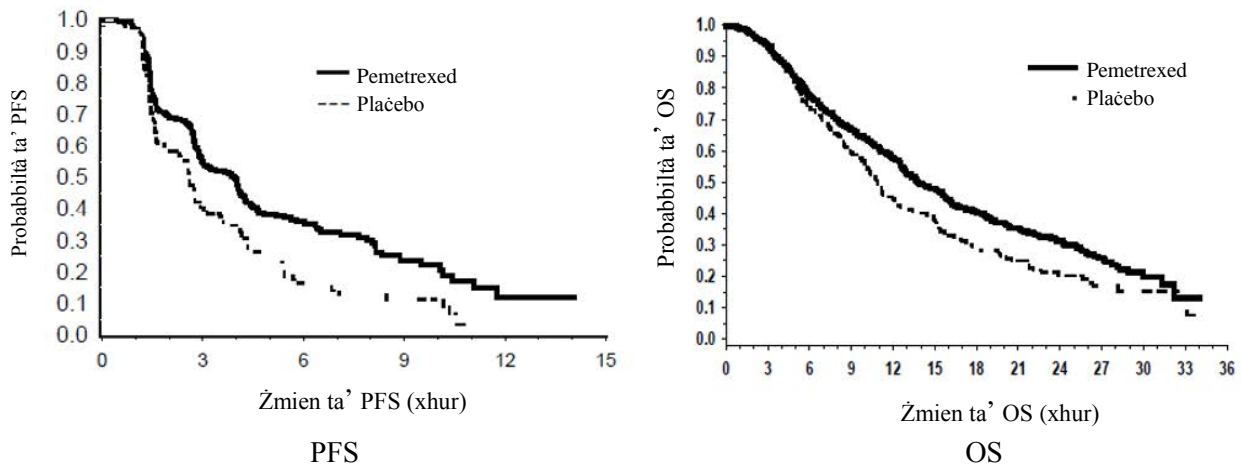 Probabbiltà ta’ PFS
1.0
0.9
0.8
0.7
0.6
0.5
0.4
0.3
0.2
0.1
0.0
Pemetrexed
Plaċebo
0 3 6 9 12 15
Żmien ta’ PFS (xhur)
PFS
Probabbiltà ta’ OS
1.0
0.9
0.8
0.7
0.6
0.5
0.4
0.3
0.2
0.1
0.0
Pemetrexed
Plaċebo
0 3 6 9 12 15 18 21 24 27 30 33 36
Żmien ta’ OS (xhur)
OS